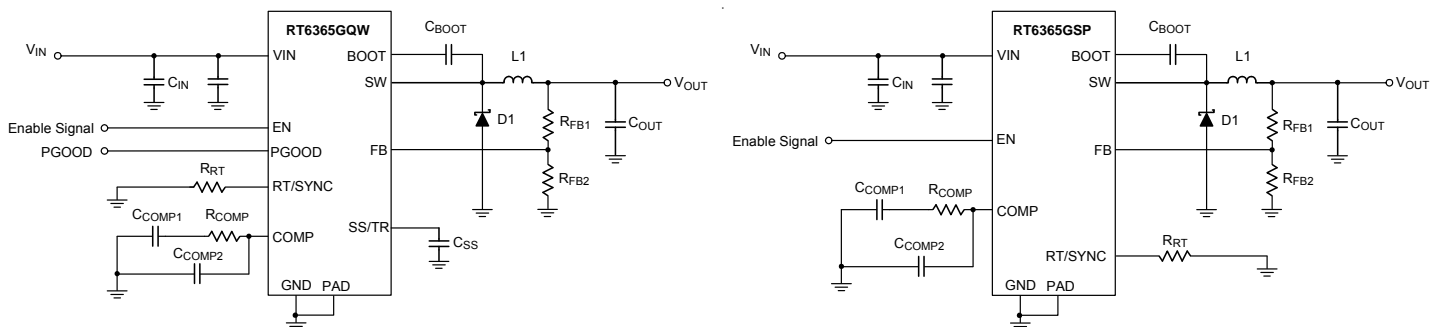 RT6365GQW
VIN
VIN
CIN
BOOT
CBOOT
SW
L1
VOUT
D1
RFB1
COUT
Enable Signal
EN
PGOOD
PGOOD
FB
RFB2
RRT
RT/SYNC
CCOMP1
RCOMP
COMP
CCOMP2
SS/TR
CSS
GND
PAD
RT6365GSP
VIN
VIN
CIN
BOOT
CBOOT
SW
L1
VOUT
D1
RFB1
COUT
Enable Signal
EN
FB
RFB2
CCOMP1
RCOMP
COMP
CCOMP2
RT/SYNC
RRT
GND
PAD